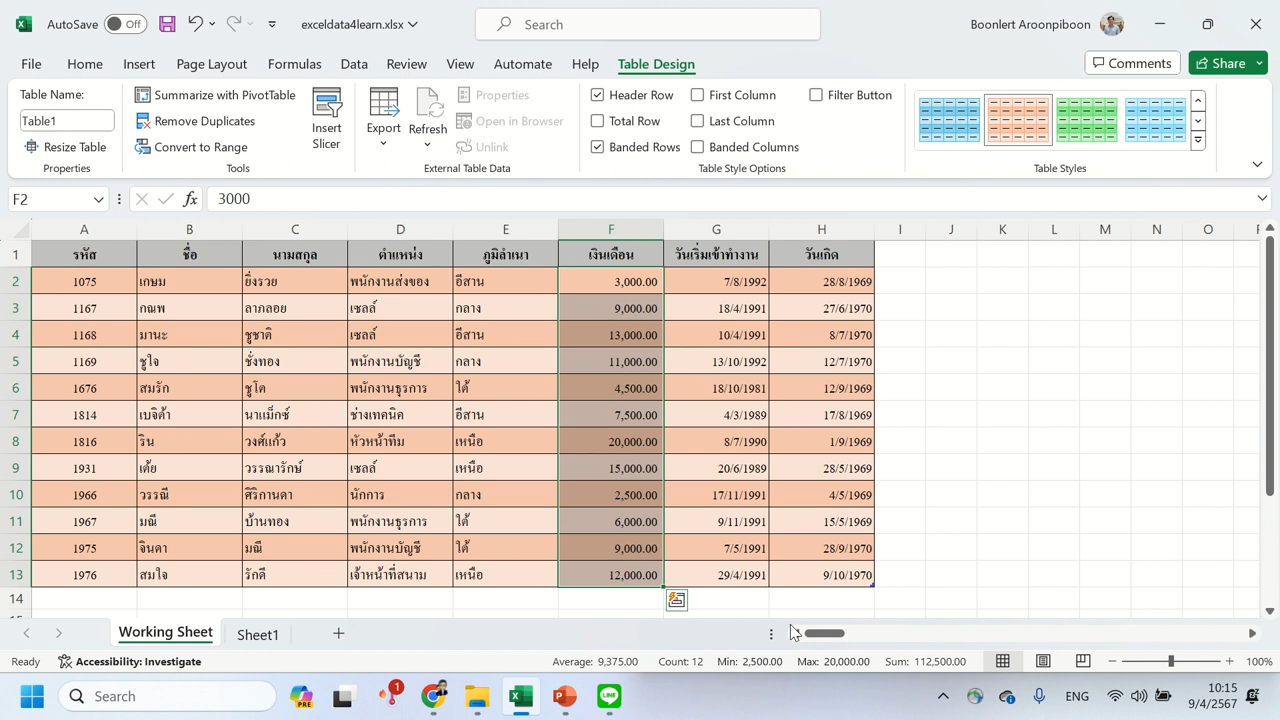 AutoSave Off exceldata4learn.xlsx Search Boonlert Aroonpiboon
File Home Insert Page Layout Formulas Data Review View Automate Help Table Design Comments Share
Table Name: Summarize with PivotTable Properties Header Row First Column Filter Button
Table1 Remove Duplicates Insert Slicer Export Refresh Open in Browser Total Row Last Column
Resize Table Convert to Range Unlink Banded Rows Banded Columns
Properties Tools External Table Data Table Style Options Table Styles
F2 fx 3000
A B C D E F G H I J K L M N O
1 รหัส ชื่อ นามสกุล ตำแหน่ง ภูมิลำเนา เงินเดือน วันเริ่มเข้าทำงาน วันเกิด
2 1075 เกษม ยิ่งรวย พนักงานส่งของ อีสาน 3,000.00 7/8/1992 28/8/1969
3 1167 กณพ ลาภลอย เซลล์ กลาง 9,000.00 18/4/1991 27/6/1970
4 1168 มานะ ชูชาติ เซลล์ อีสาน 13,000.00 10/4/1991 8/7/1970
5 1169 ชูใจ ชั่งทอง พนักงานบัญชี กลาง 11,000.00 13/10/1992 12/7/1970
6 1676 สมรัก ชูโต พนักงานธุรการ ใต้ 4,500.00 18/10/1981 12/9/1969
7 1814 เบจิต้า นาแม็กซ์ ช่างเทคนิค อีสาน 7,500.00 4/3/1989 17/8/1969
8 1816 ริน วงศ์แก้ว หัวหน้าทีม เหนือ 20,000.00 8/7/1990 1/9/1969
9 1931 เต้ย วรรณารักษ์ เซลล์ เหนือ 15,000.00 20/6/1989 28/5/1969
10 1966 วรรณี ศิริกานดา นักการ กลาง 2,500.00 17/11/1991 4/5/1969
11 1967 มณี บ้านทอง พนักงานธุรการ ใต้ 6,000.00 9/11/1991 15/5/1969
12 1975 จินดา มณี พนักงานบัญชี ใต้ 9,000.00 7/5/1991 28/9/1970
13 1976 สมใจ รักดี เจ้าหน้าที่สนาม เหนือ 12,000.00 29/4/1991 9/10/1970
14
Working Sheet Sheet1
Ready Accessibility: Investigate Average: 9,375.00 Count: 12 Min: 2,500.00 Max: 20,000.00 Sum: 112,500.00 100%
Search PRE 1 ENG 10:15
9/4/2567